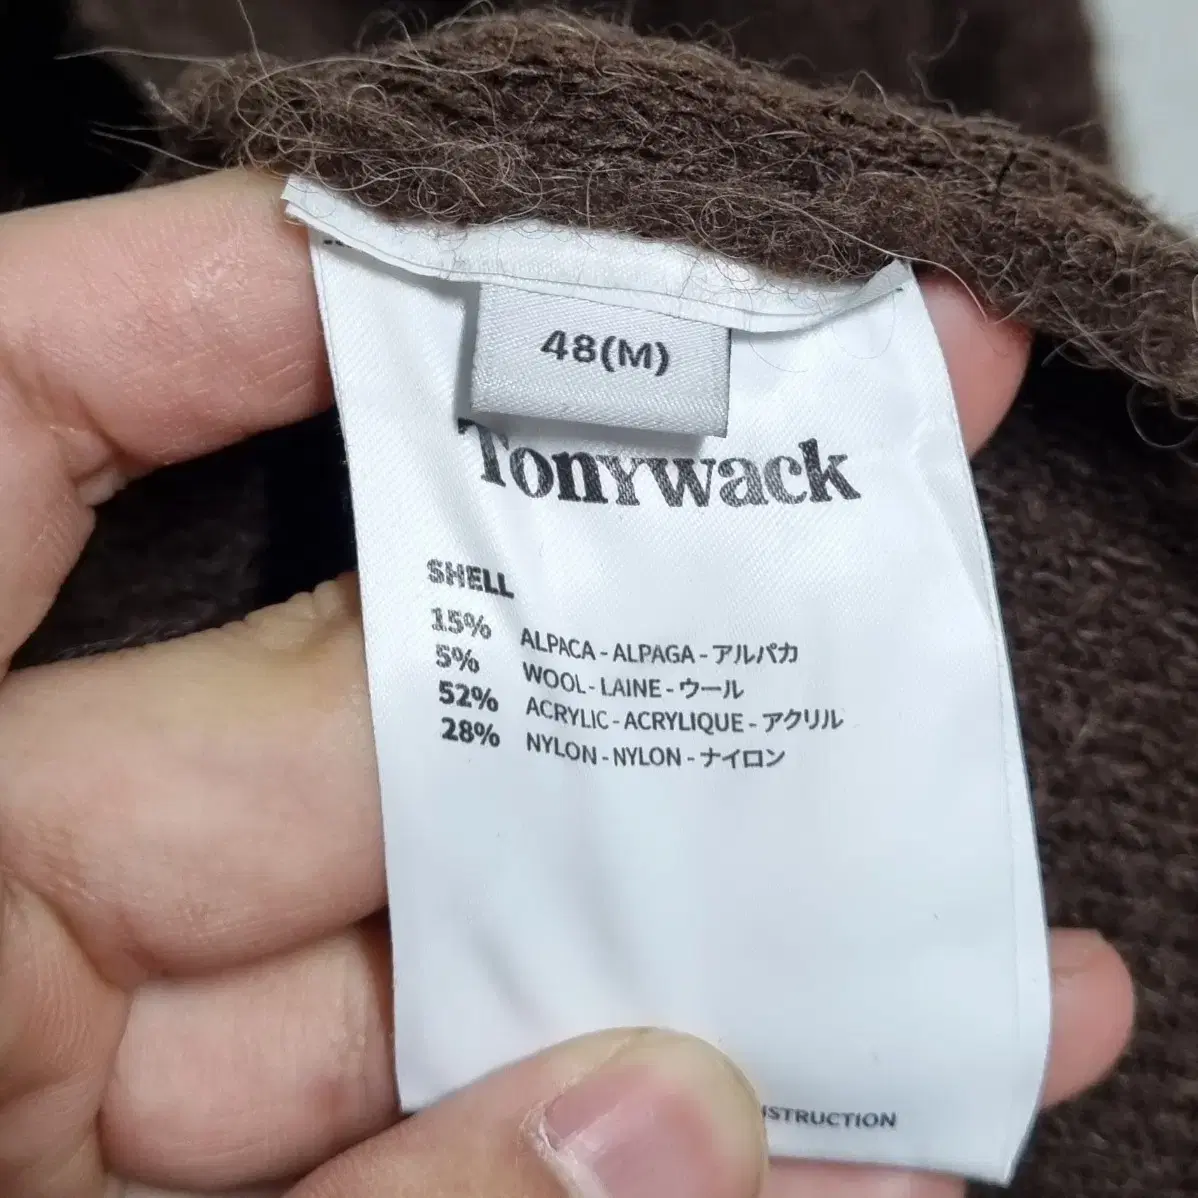 48(M)
Tonywack
SHELL
15% ALPACA - ALPAGA - アルパカ
5% WOOL - LAINE - ウール
52% ACRYLIC - ACRYLIQUE - アクリル
28% NYLON - NYLON - ナイロン